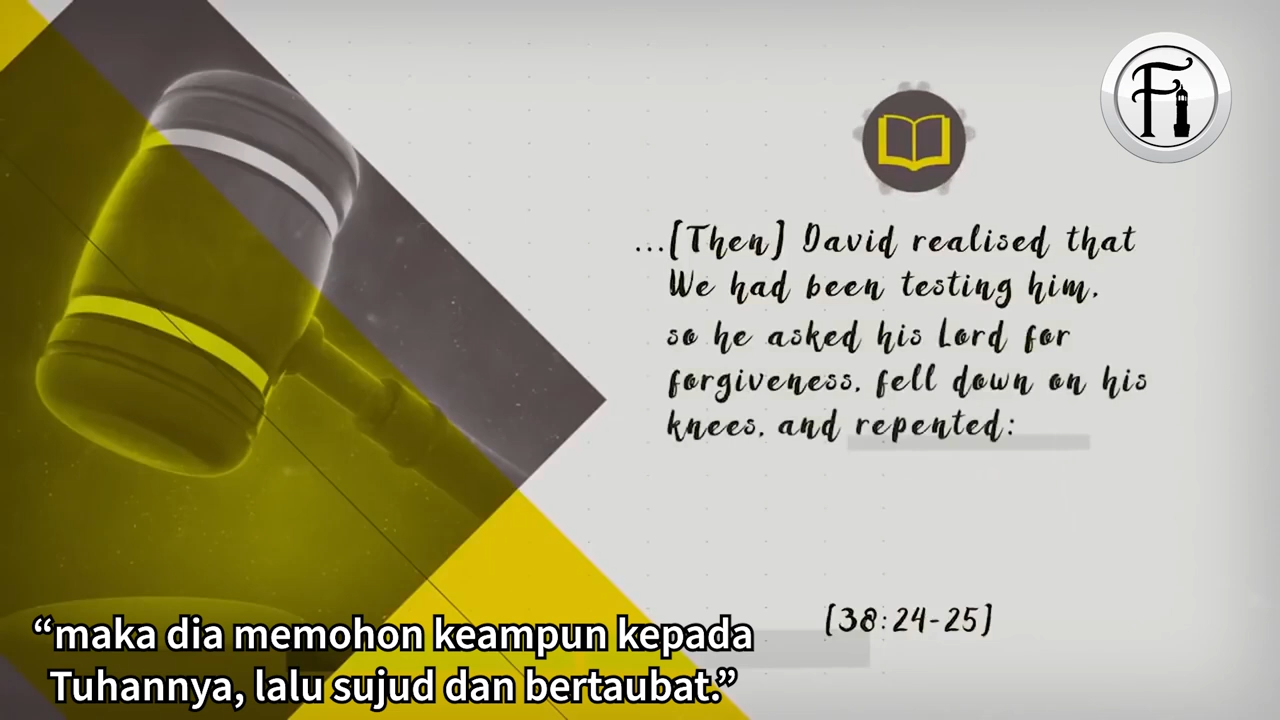 Fi
...[Then] David realised that
We had been testing him,
so he asked his Lord for
forgiveness, fell down on his
knees, and repented:
[38:24-25]
“maka dia memohon keampun kepada
Tuhannya, lalu sujud dan bertaubat.”